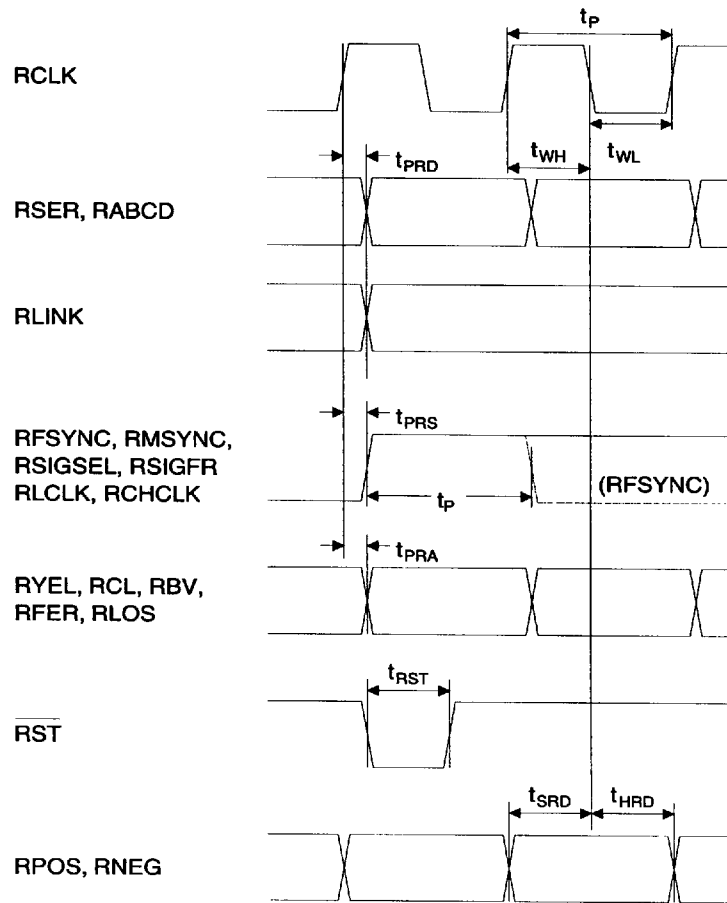 tP
RCLK
tWH tWL
tPRD
RSER, RABCD
RLINK
tPRS
RFSYNC, RMSYNC,
RSIGSEL, RSIGFR
RLCLK, RCHCLK
tP
(RFSYNC)
tPRA
RYEL, RCL, RBV,
RFER, RLOS
tRST
RST
tSRD tHRD
RPOS, RNEG